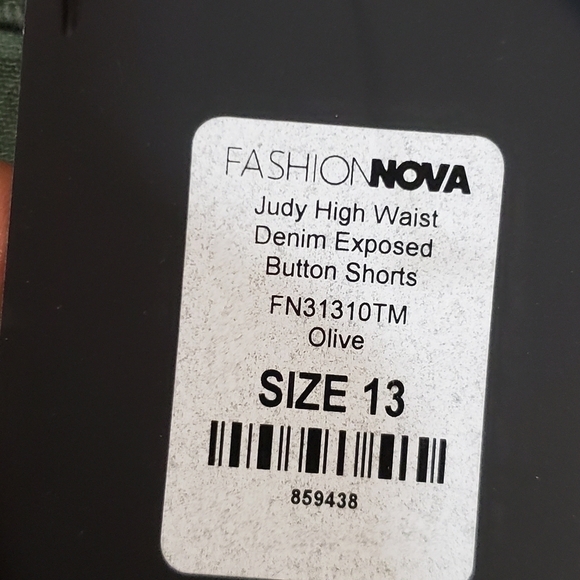 FASHIONNOVA
Judy High Waist
Denim Exposed
Button Shorts
FN31310TM
Olive
SIZE 13
859438